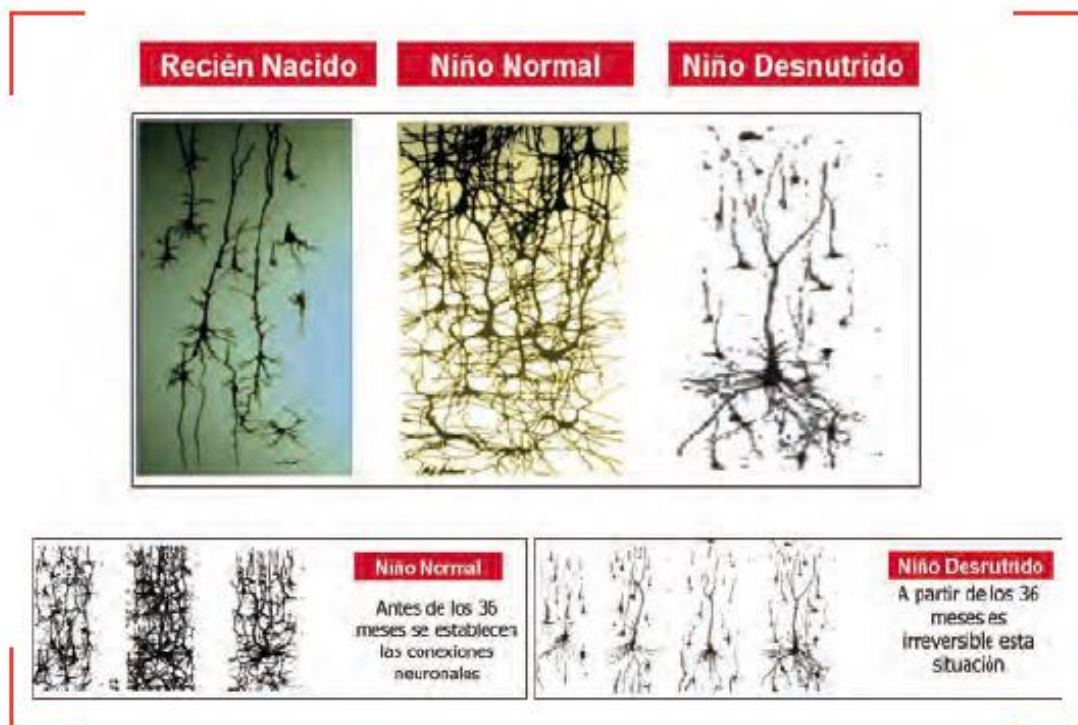 Recién Nacido
Niño Normal
Niño Desnutrido
Niño Normal
Antes de los 36
meses se establecen
las conexiones
neuronales
Niño Desrutrido
A partir de los 36
meses es
irreversible esta
situación